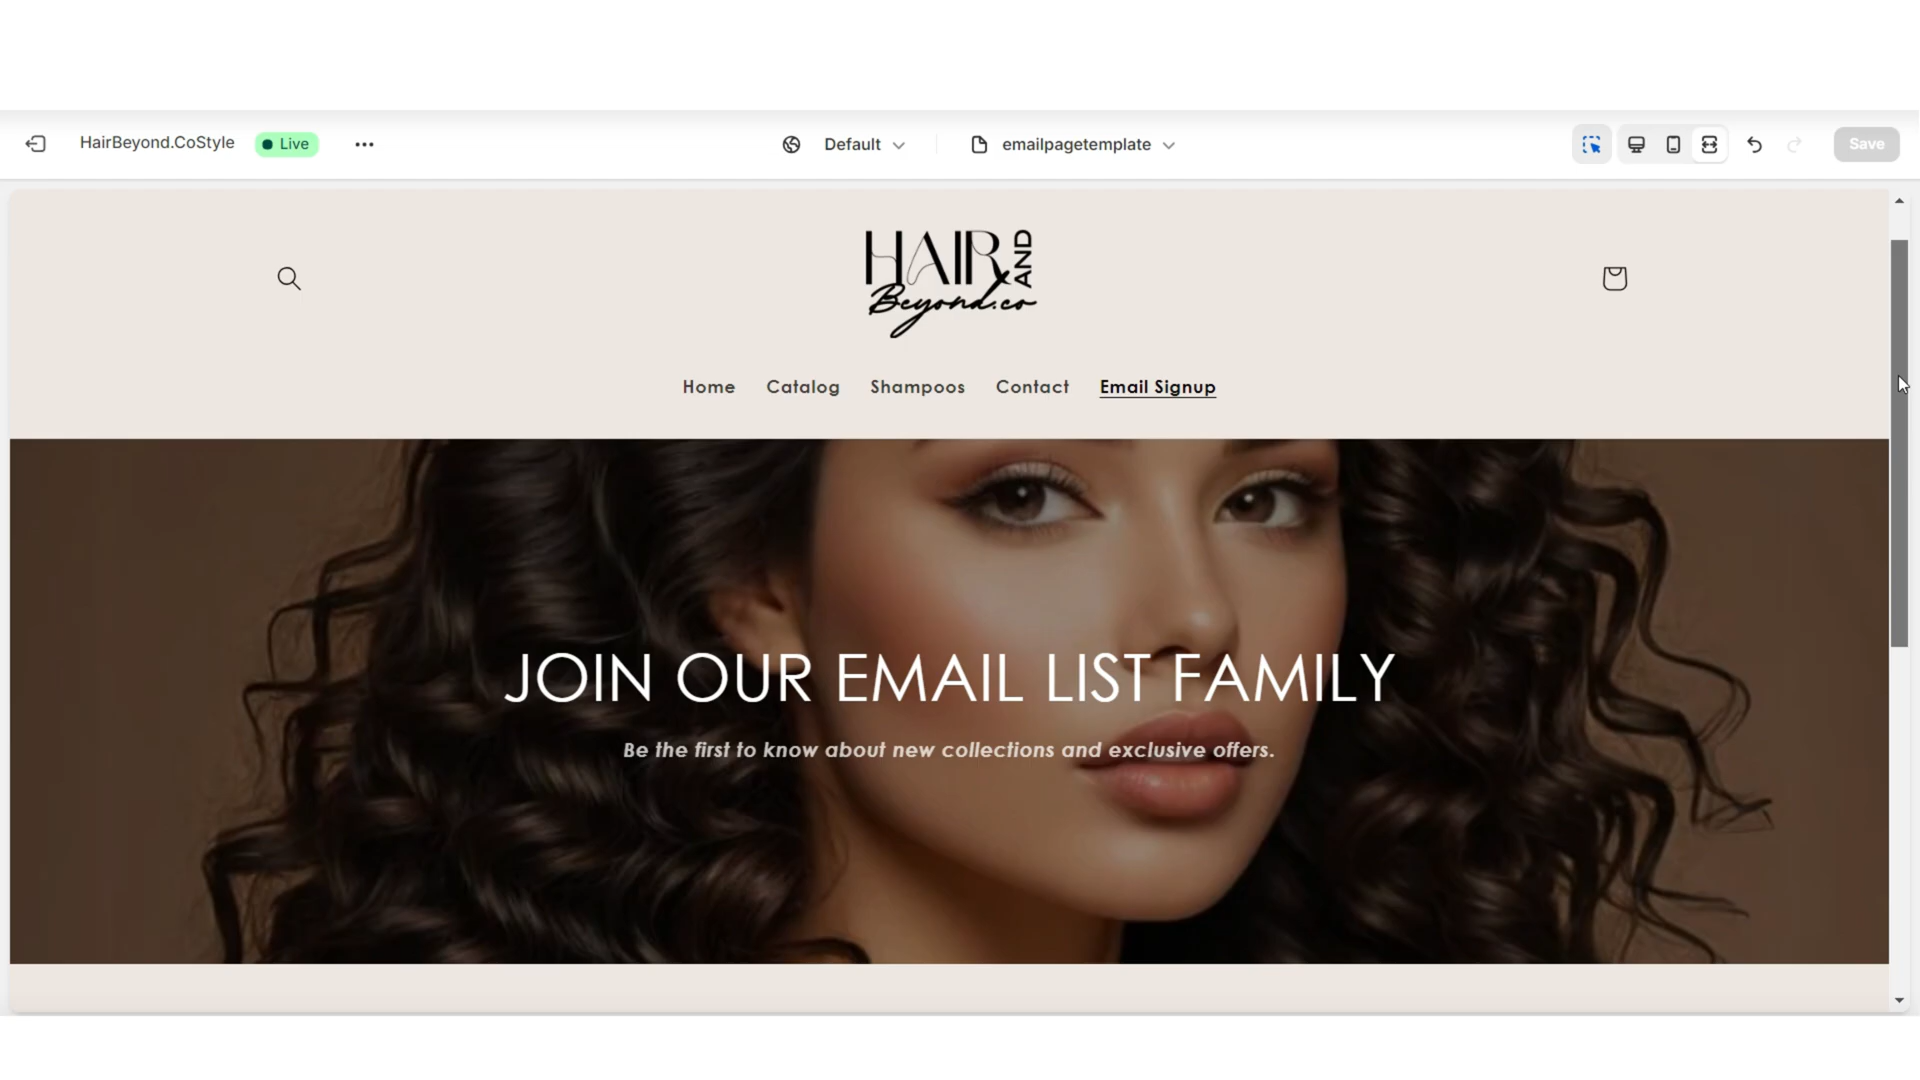 HairBeyond.CoStyle Live ... Default emailpagetemplate Save
HAIR AND
Beyond.co
Home Catalog Shampoos Contact Email Signup
JOIN OUR EMAIL LIST FAMILY
Be the first to know about new collections and exclusive offers.